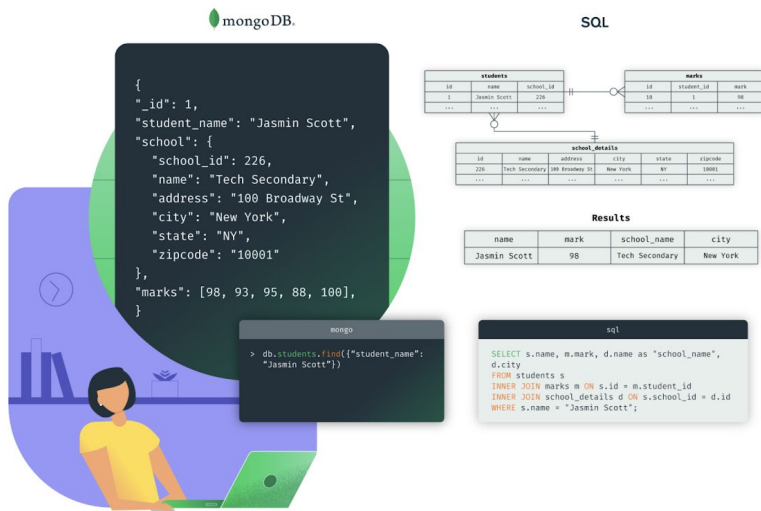 mongoDB.
{
"_id": 1,
"student_name": "Jasmin Scott",
"school": {
"school_id": 226,
"name": "Tech Secondary",
"address": "100 Broadway St",
"city": "New York",
"state": "NY",
"zipcode": "10001"
},
"marks": [98, 93, 95, 88, 100],
}
mongo
> db.students.find({“student_name”:
“Jasmin Scott”})
SQL
students
id name school_id
1 Jasmin Scott 226
... ... ...
marks
id student_id mark
10 1 98
... ... ...
school_details
id name address city state zipcode
226 Tech Secondary 100 Broadway St New York NY 10001
... ... ... ... ... ...
Results
name mark school_name city
Jasmin Scott 98 Tech Secondary New York
sql
SELECT s.name, m.mark, d.name as "school_name",
d.city
FROM students s
INNER JOIN marks m ON s.id = m.student_id
INNER JOIN school_details d ON s.school_id = d.id
WHERE s.name = "Jasmin Scott";